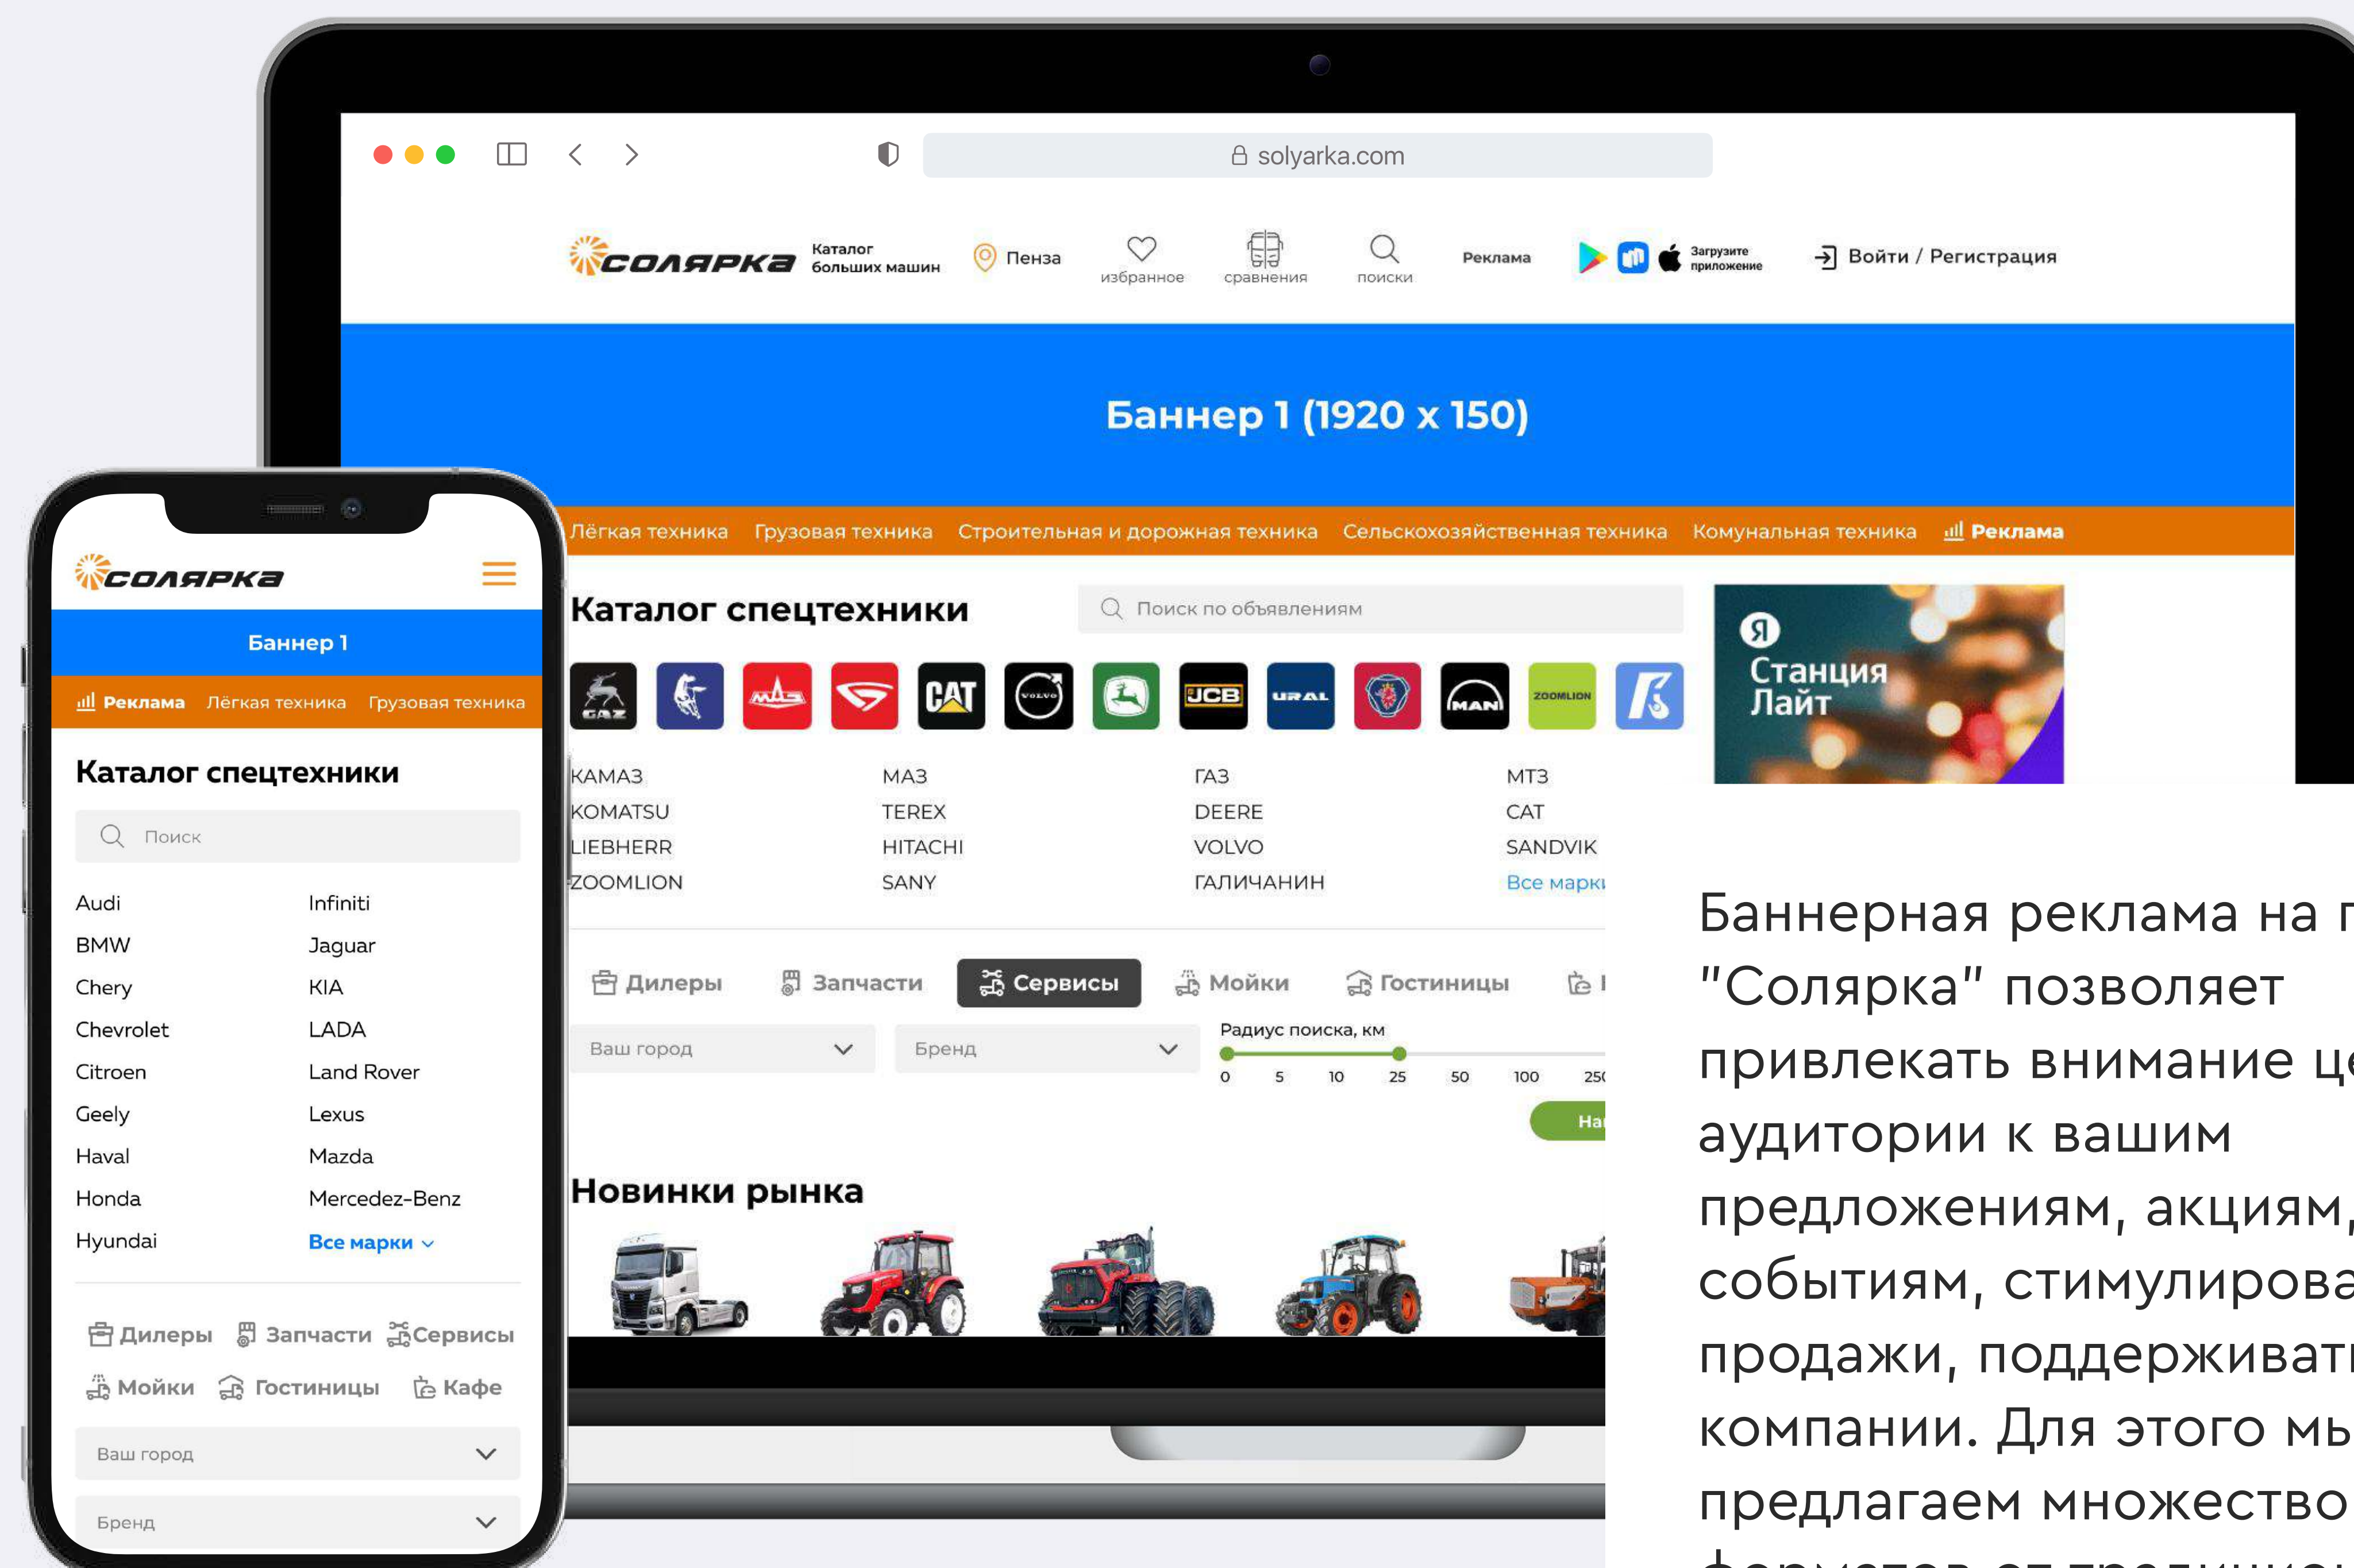 solyarka.com
СОЛЯРКА
Каталог
больших машин
Пенза
избранное
сравнения
поиски
Реклама
Загрузите
приложение
Войти / Регистрация
Баннер 1 (1920 x 150)
Лёгкая техника Грузовая техника Строительная и дорожная техника Сельскохозяйственная техника Комунальная техника Реклама
Каталог спецтехники
Поиск по объявлениям
GAZ МАЗ CAT VOLVO JCB URAL MAN ZOOMLION
Я
Станция
Лайт
КАМАЗ МАЗ ГАЗ МТЗ
KOMATSU TEREX DEERE CAT
LIEBHERR HITACHI VOLVO SANDVIK
ZOOMLION SANY ГАЛИЧАНИН Все марки
Дилеры Запчасти Сервисы Мойки Гостиницы
Ваш город Бренд
Радиус поиска, км
0 5 10 25 50 100 250
Новинки рынка
СОЛЯРКА
Баннер 1
Реклама Лёгкая техника Грузовая техника
Каталог спецтехники
Поиск
Audi Infiniti
BMW Jaguar
Chery KIA
Chevrolet LADA
Citroen Land Rover
Geely Lexus
Haval Mazda
Honda Mercedez-Benz
Hyundai Все марки
Дилеры Запчасти Сервисы
Мойки Гостиницы Кафе
Ваш город
Бренд
Баннерная реклама на
"Солярка" позволяет
привлекать внимание
аудитории к вашим
предложениям, акциям,
событиям,
продажи,
компании. Для этого мы
предлагаем множество